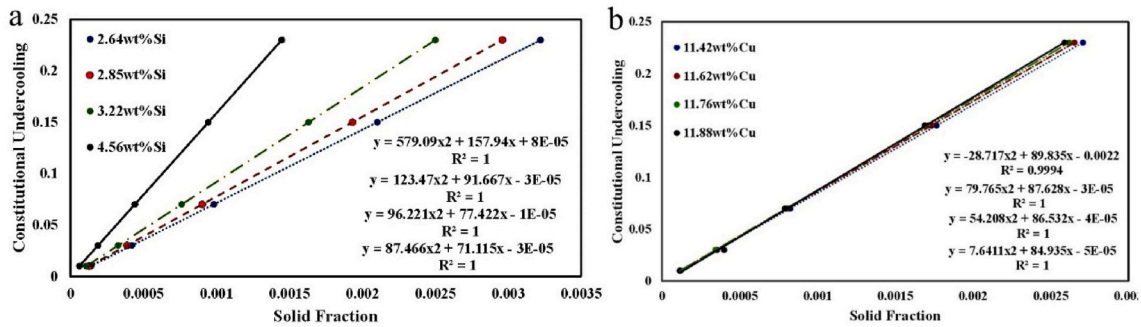 a
0.25
0.2
0.15
0.1
0.05
0
Constitutional Undercooling
2.64wt%Si
2.85wt%Si
3.22wt%Si
4.56wt%Si
y = 579.09x2 + 157.94x + 8E-05
R² = 1
y = 123.47x2 + 91.667x - 3E-05
R² = 1
y = 96.221x2 + 77.422x - 1E-05
R² = 1
y = 87.466x2 + 71.115x - 3E-05
R² = 1
0 0.0005 0.001 0.0015 0.002 0.0025 0.003 0.0035
Solid Fraction
b
0.25
0.2
0.15
0.1
0.05
0
Constitutional Undercooling
11.42wt%Cu
11.62wt%Cu
11.76wt%Cu
11.88wt%Cu
y = -28.717x2 + 89.835x - 0.0022
R² = 0.9994
y = 79.765x2 + 87.628x - 3E-05
R² = 1
y = 54.208x2 + 86.532x - 4E-05
R² = 1
y = 7.6411x2 + 84.935x - 5E-05
R² = 1
0 0.0005 0.001 0.0015 0.002 0.0025 0.003
Solid Fraction